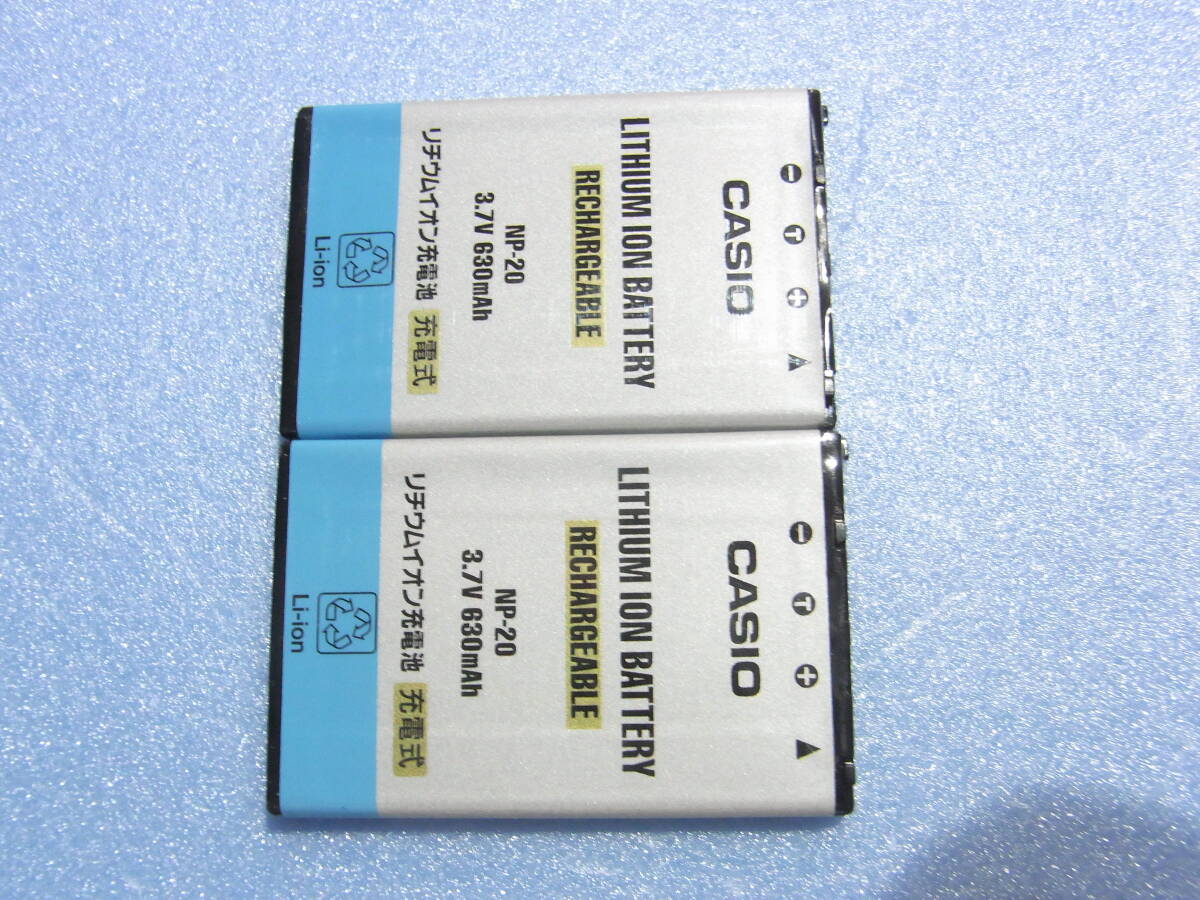 CASIO
LITHIUM ION BATTERY
RECHARGEABLE
NP-20
3.7V 630mAh
リチウムイオン充電池 充電式
Li-ion
CASIO
LITHIUM ION BATTERY
RECHARGEABLE
NP-20
3.7V 630mAh
リチウムイオン充電池 充電式
Li-ion